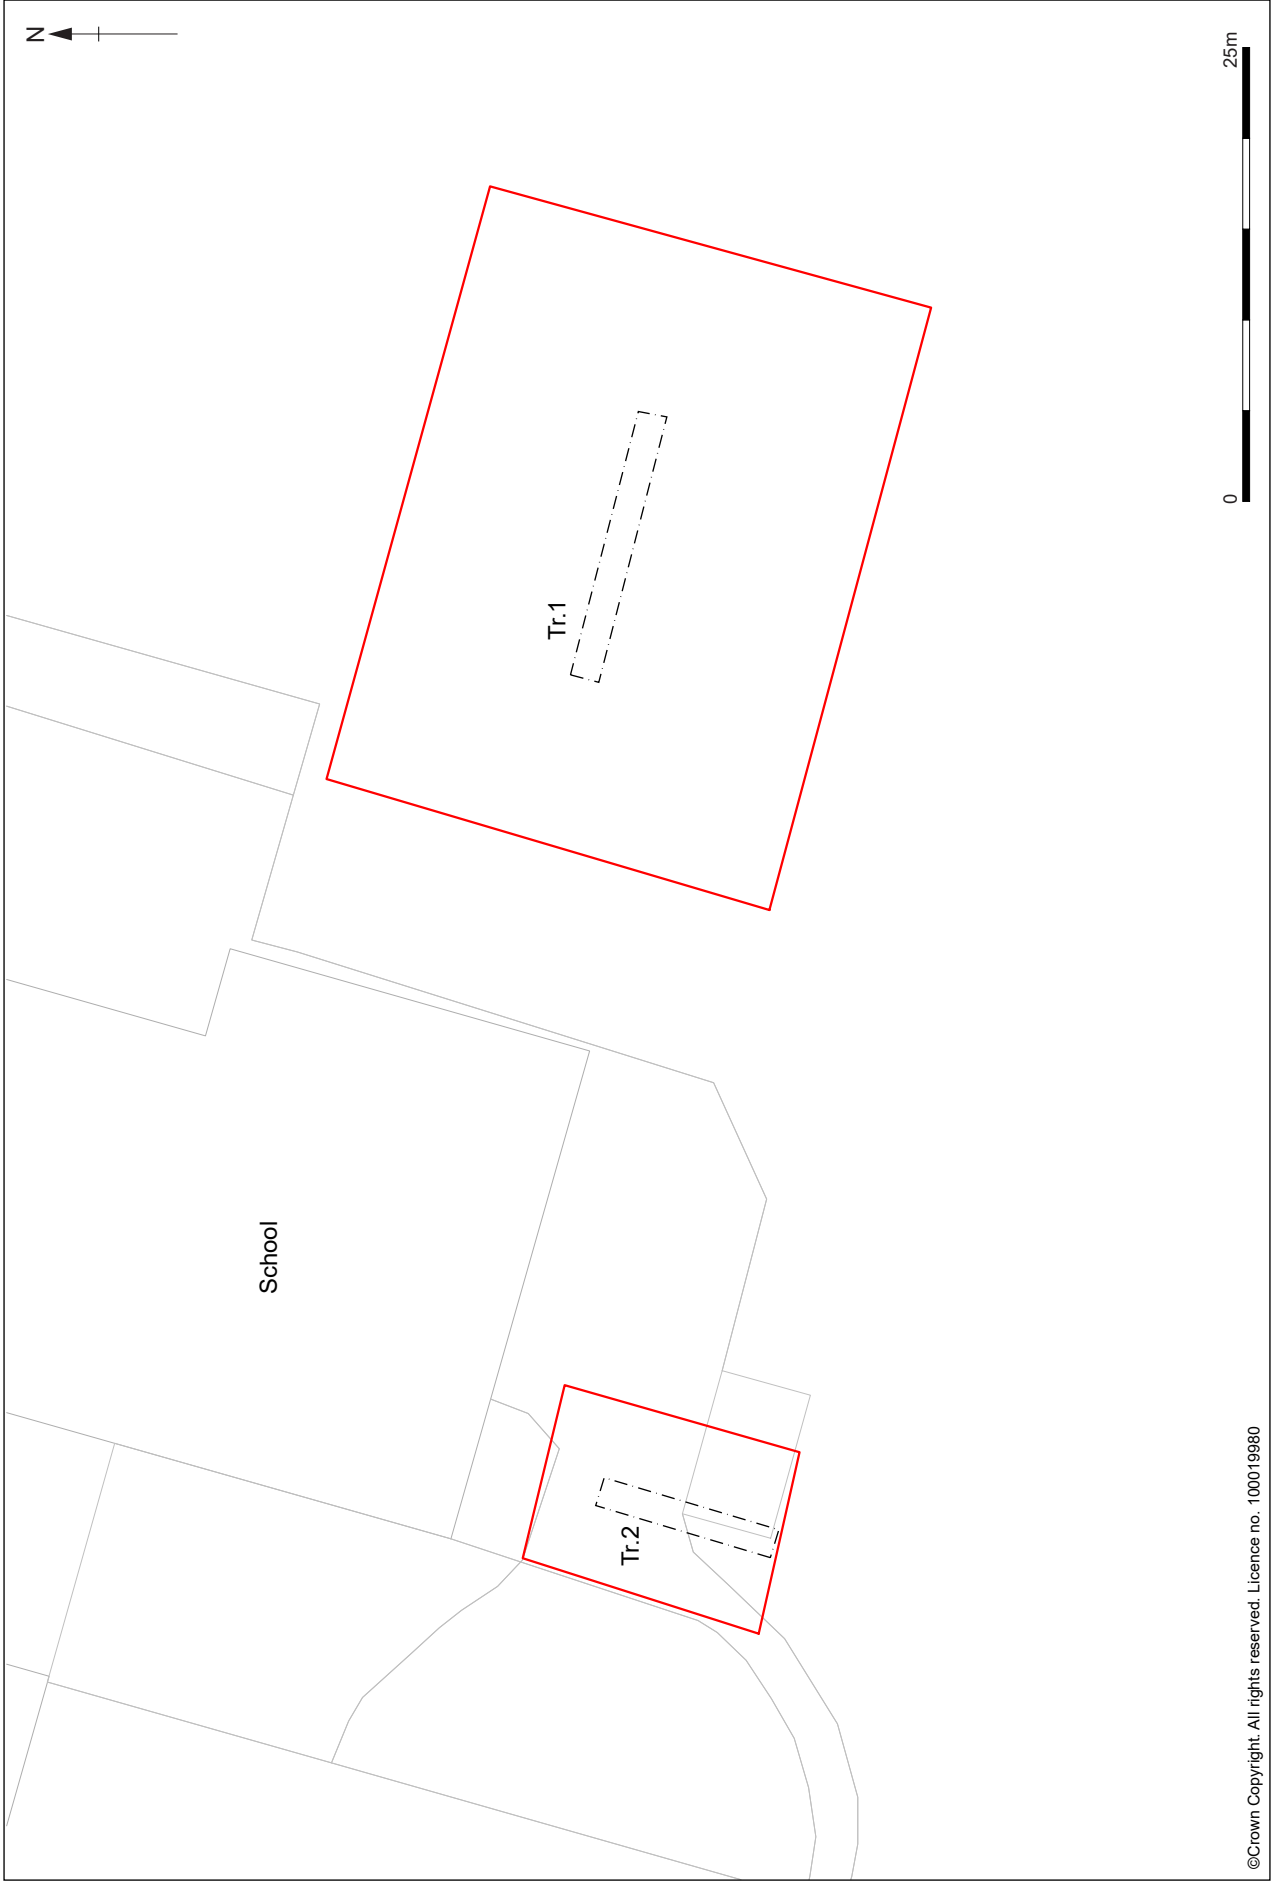 N
School
Tr.1
Tr.2
0
25m
©Crown Copyright. All rights reserved. Licence no. 100019980